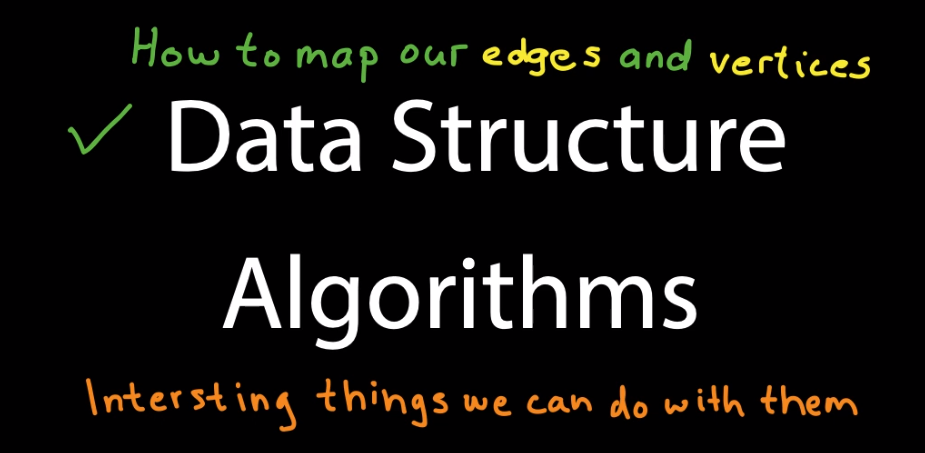 How to map our edges and vertices
✓ Data Structure
Algorithms
Intersting things we can do with them